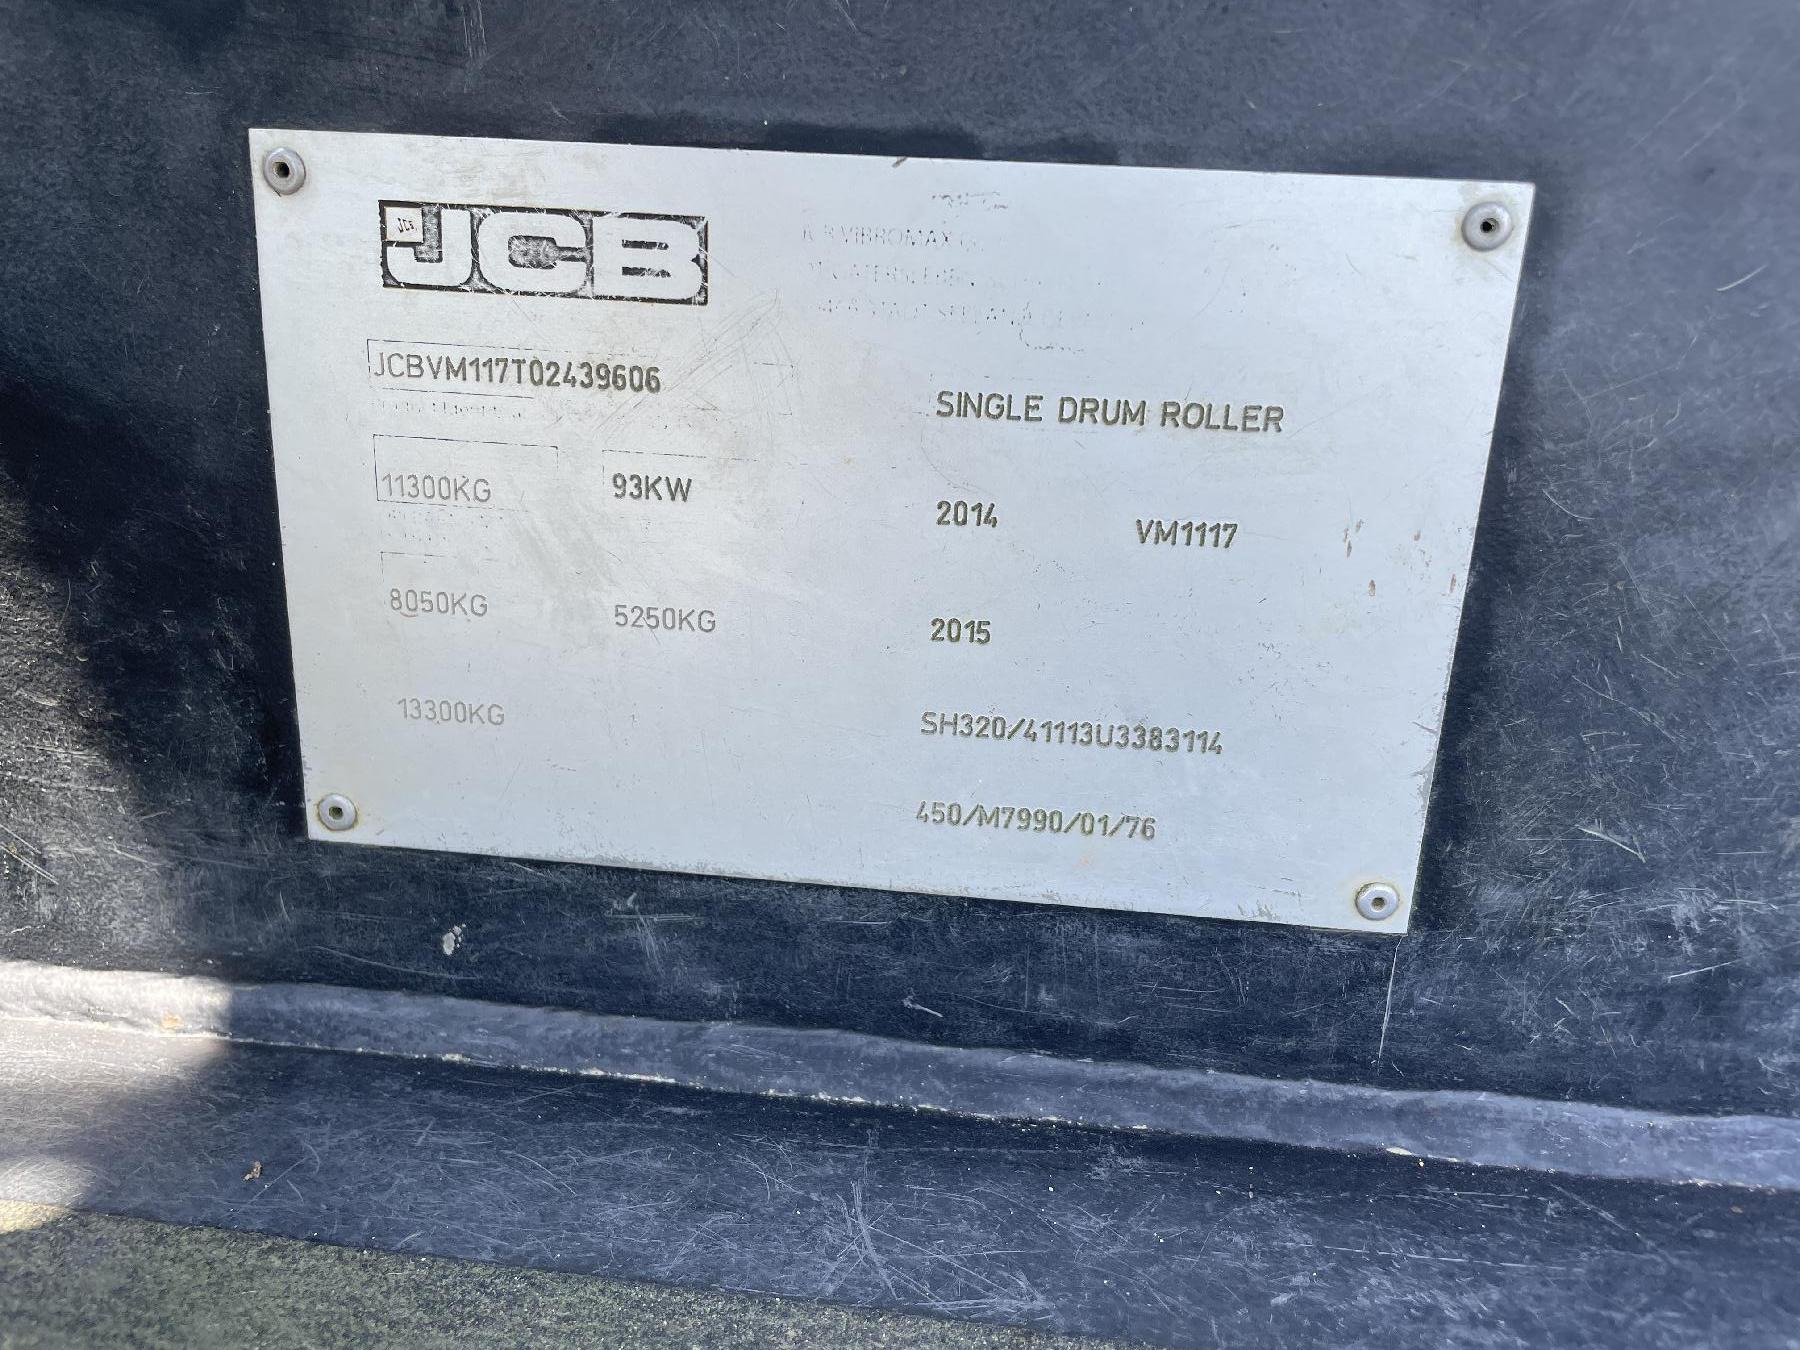 JCB
JCBVM117T02439606
SINGLE DRUM ROLLER
11300KG 93KW
2014 VM1117
8050KG 5250KG
2015
13300KG
SH320/41113U3383114
450/M7990/01/76